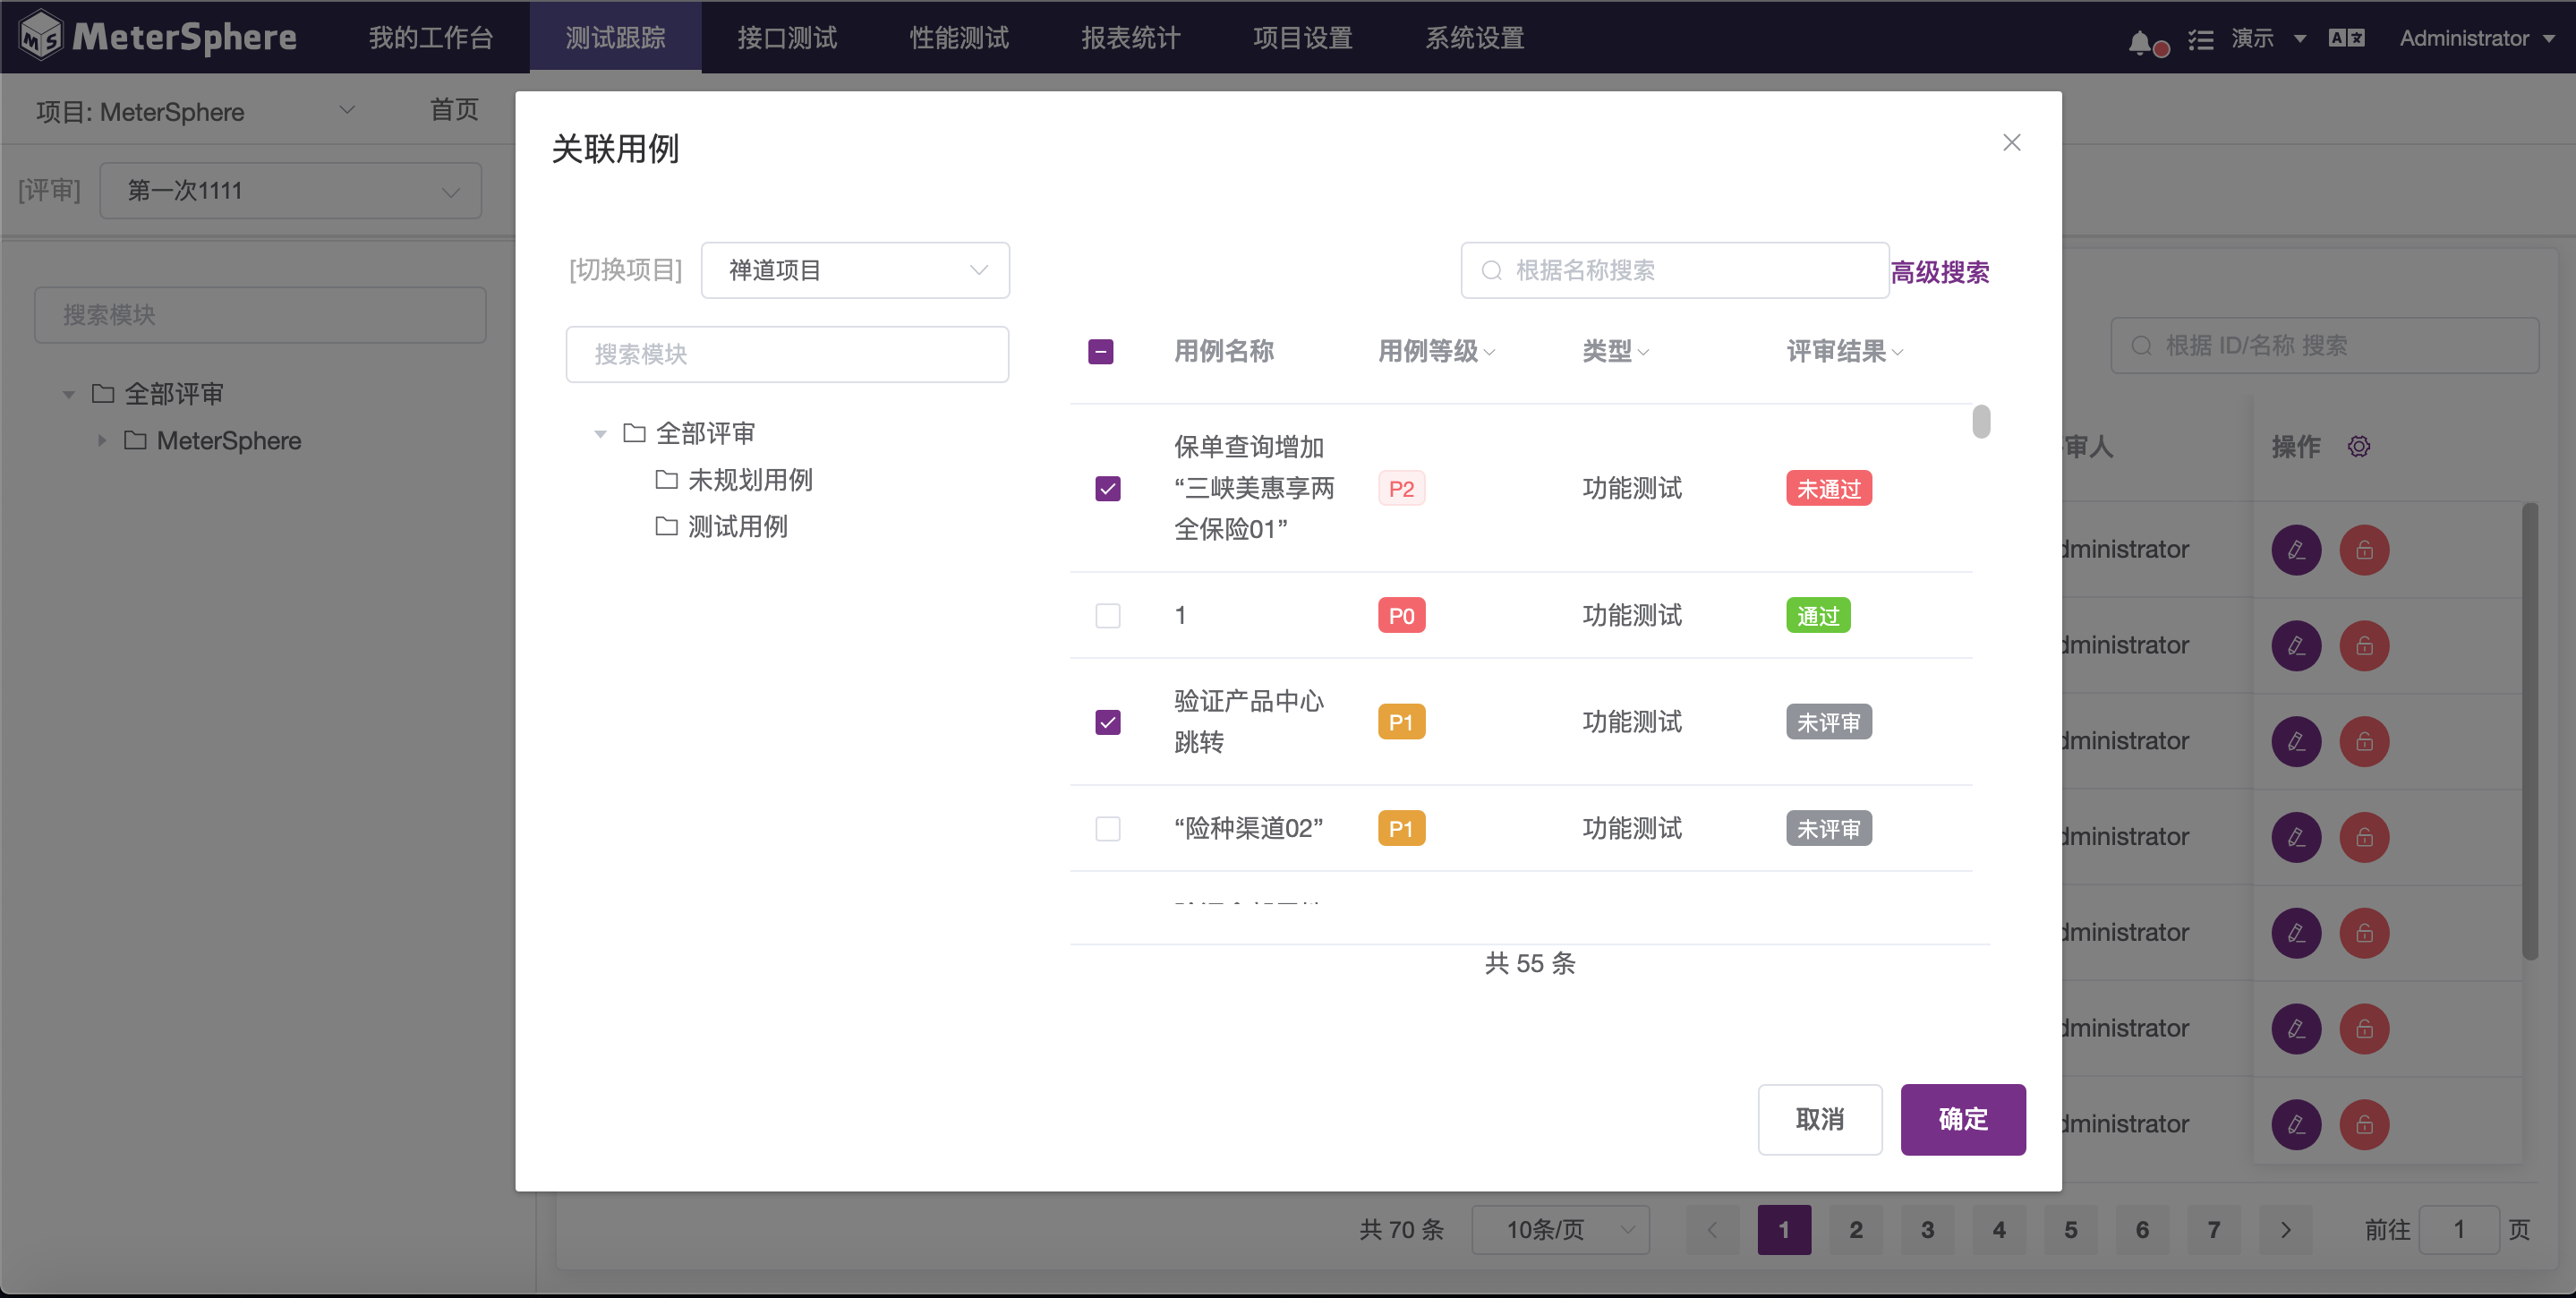 MeterSphere 我的工作台 测试跟踪 接口测试 性能测试 报表统计 项目设置 系统设置 演示 Administrator
项目: MeterSphere 首页
[评审] 第一次1111
搜索模块
全部评审
MeterSphere
关联用例
[切换项目] 禅道项目
根据名称搜索 高级搜索
搜索模块
全部评审
未规划用例
测试用例
用例名称 用例等级 类型 评审结果
保单查询增加
“三峡美惠享两
全保险01”
P2 功能测试 未通过
1 P0 功能测试 通过
验证产品中心
跳转
P1 功能测试 未评审
“险种渠道02” P1 功能测试 未评审
共 55 条
取消 确定
根据 ID/名称 搜索
审人 操作
dministrator
dministrator
dministrator
dministrator
dministrator
dministrator
dministrator
共 70 条 10条/页 1 2 3 4 5 6 7 前往 1 页